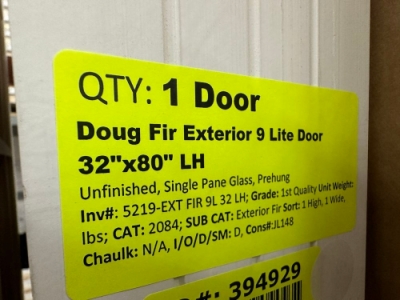 QTY: 1 Door
Doug Fir Exterior 9 Lite Door
32"x80" LH
Unfinished, Single Pane Glass, Prehung
Inv#: 5219-EXT FIR 9L 32 LH; Grade: 1st Quality Unit Weight:
lbs; CAT: 2084; SUB CAT: Exterior Fir Sort: 1 High, 1 Wide,
Chaulk: N/A, I/O/D/SM: D, Cons#:JL148
#: 394929